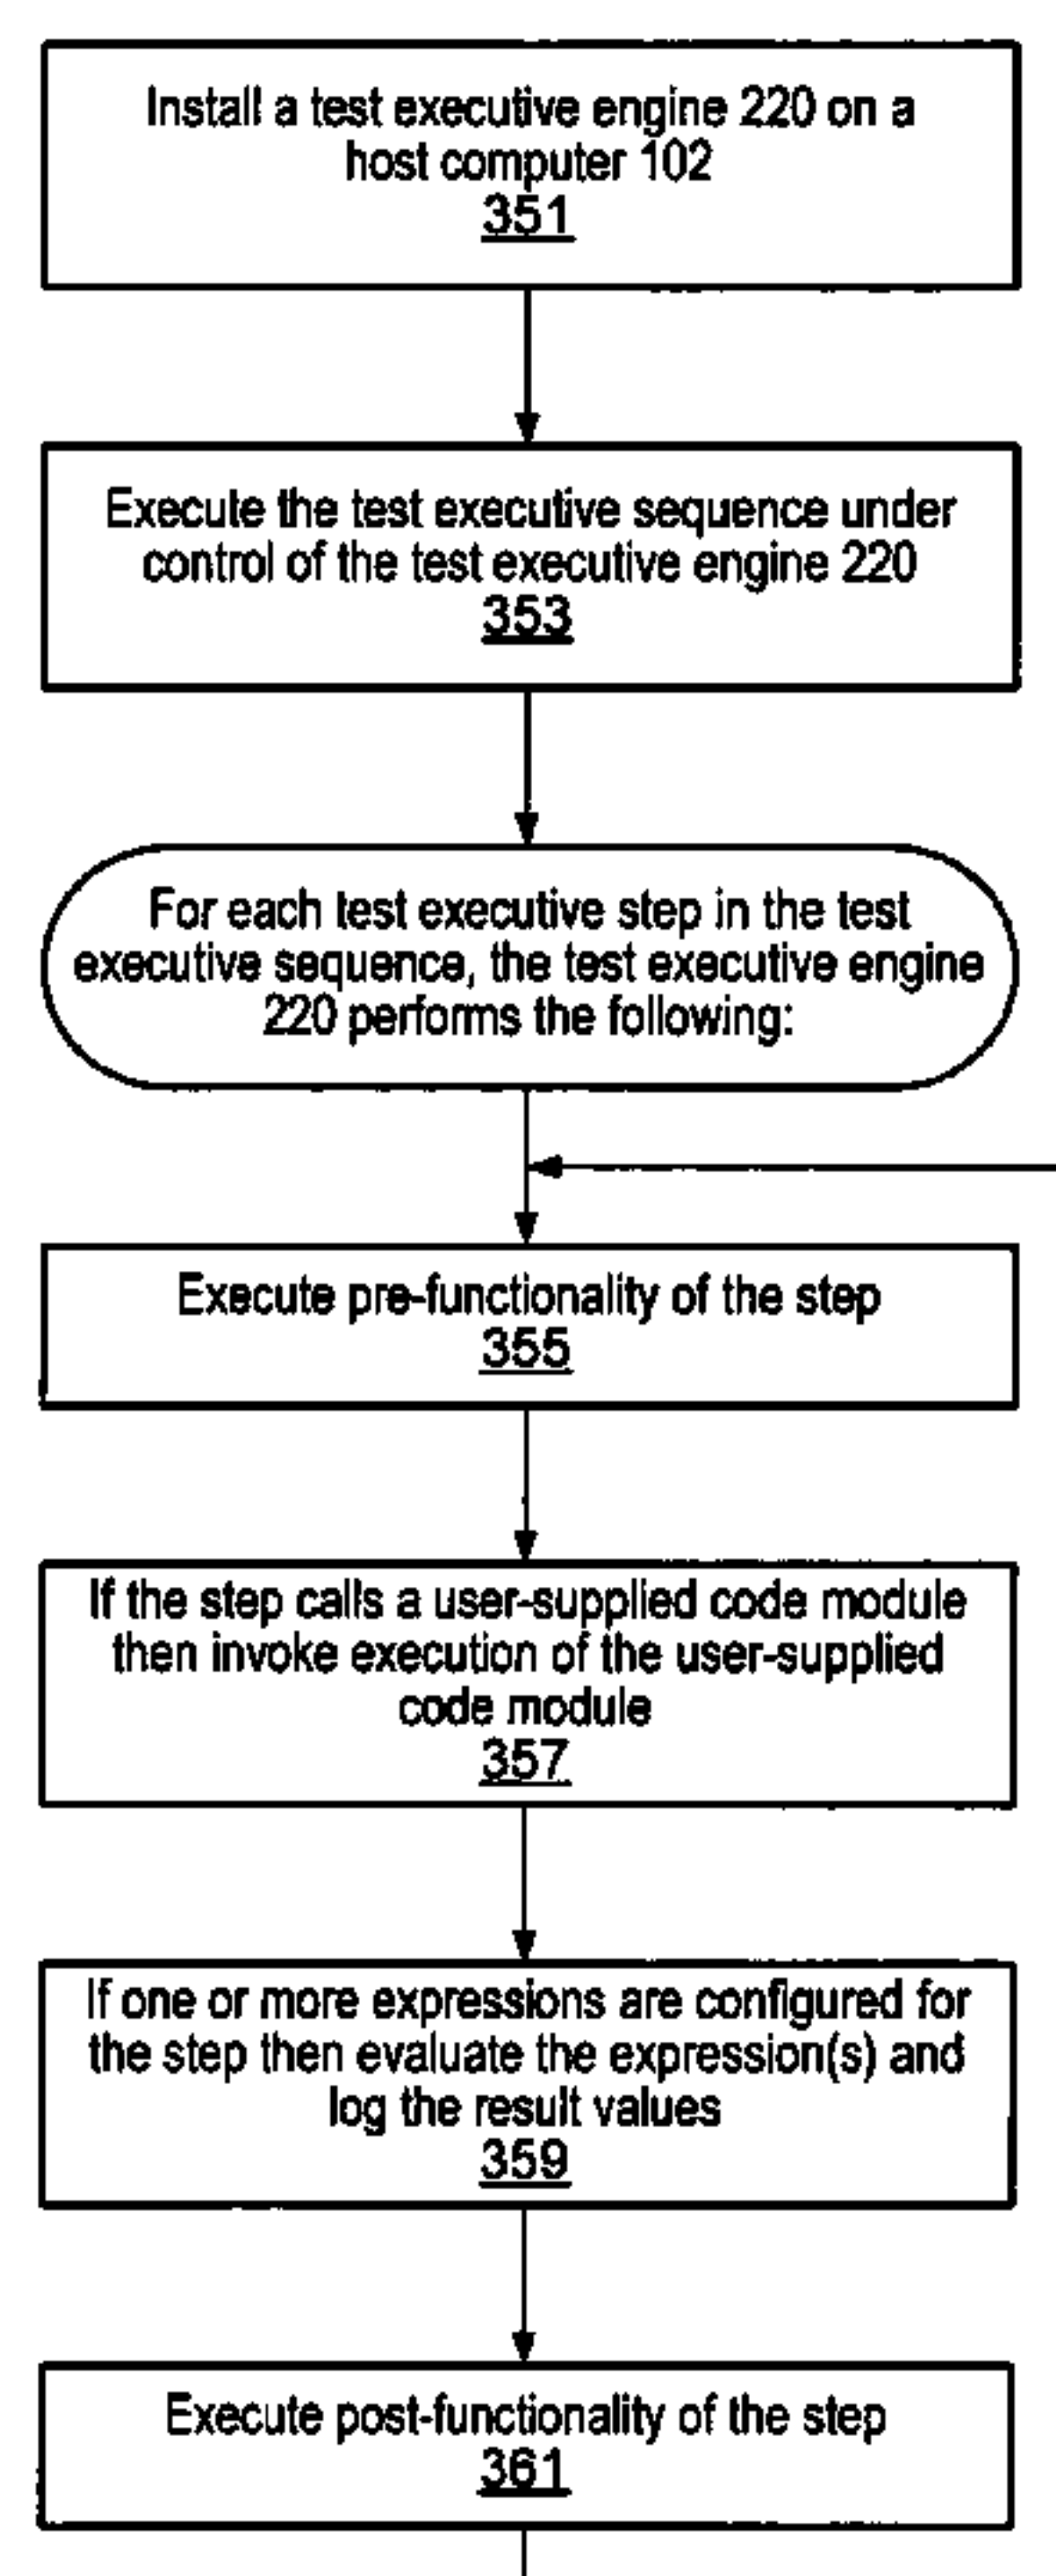 Install a test executive engine 220 on a
host computer 102
351
Execute the test executive sequence under
control of the test executive engine 220
353
For each test executive step in the test
executive sequence, the test executive engine
220 performs the following:
Execute pre-functionality of the step
355
If the step calls a user-supplied code module
then invoke execution of the user-supplied
code module
357
If one or more expressions are configured for
the step then evaluate the expression(s) and
log the result values
359
Execute post-functionality of the step
361